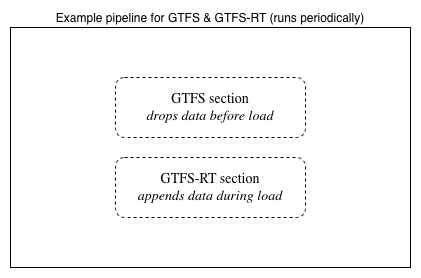 Example pipeline for GTFS & GTFS-RT (runs periodically)
GTFS section
drops data before load
GTFS-RT section
appends data during load